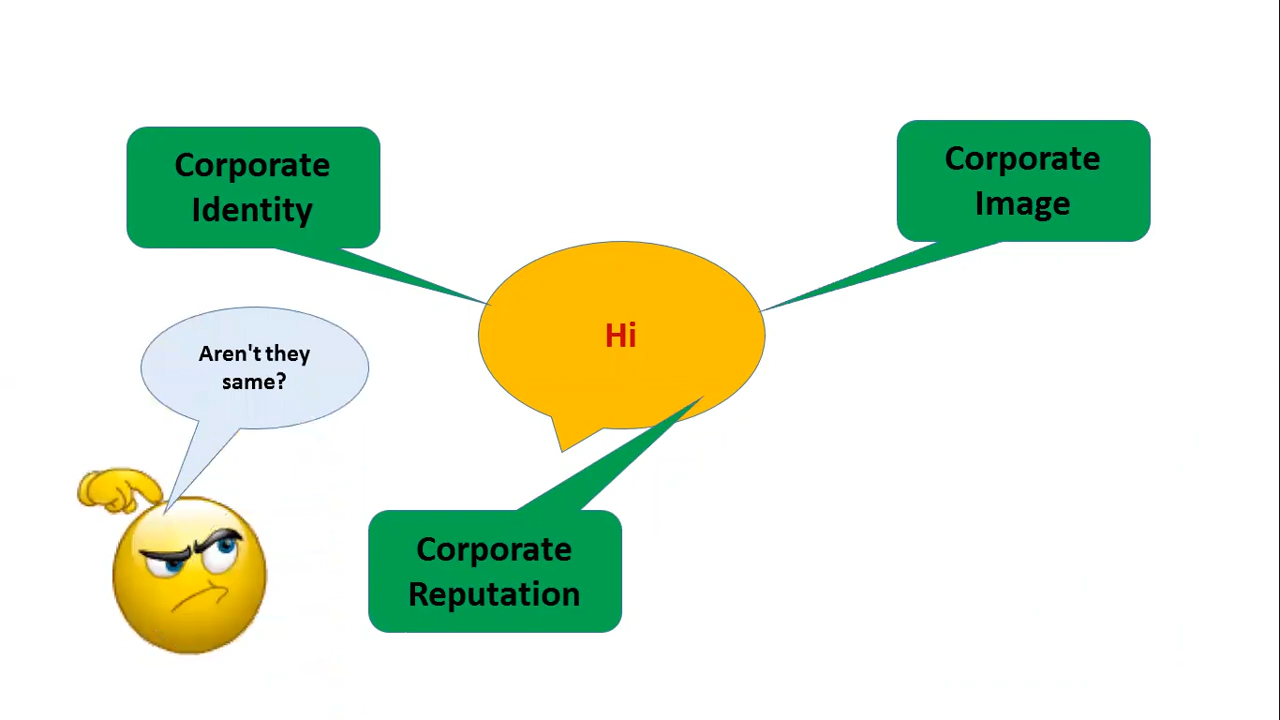 Corporate
Identity
Corporate
Image
Hi
Aren't they
same?
Corporate
Reputation